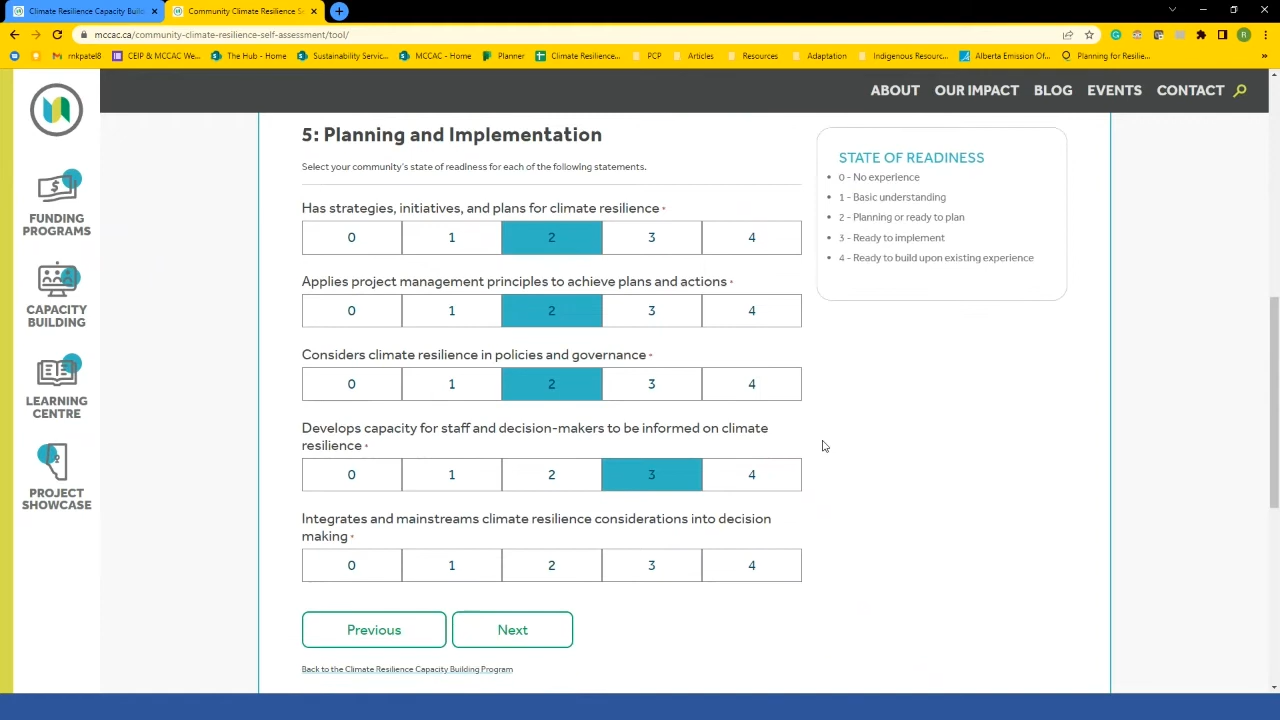 Climate Resilience Capacity Buil
Community Climate Resilience Se
mccac.ca/community-climate-resilience-self-assessment/tool/
R
rnkpatel8
CEIP & MCCAC We...
The Hub - Home
Sustainability Servic...
MCCAC - Home
Planner
Climate Resilience...
PCP
Articles
Resources
Adaptation
Indigenous Resourc...
Alberta Emission Of...
Planning for Resilie...
»
ABOUT
OUR IMPACT
BLOG
EVENTS
CONTACT
FUNDING
PROGRAMS
CAPACITY
BUILDING
LEARNING
CENTRE
PROJECT
SHOWCASE
5: Planning and Implementation
Select your community's state of readiness for each of the following statements.
Has strategies, initiatives, and plans for climate resilience *
0 1 2 3 4
Applies project management principles to achieve plans and actions *
0 1 2 3 4
Considers climate resilience in policies and governance *
0 1 2 3 4
Develops capacity for staff and decision-makers to be informed on climate
resilience *
0 1 2 3 4
Integrates and mainstreams climate resilience considerations into decision
making *
0 1 2 3 4
Previous
Next
Back to the Climate Resilience Capacity Building Program
STATE OF READINESS
• 0 - No experience
• 1 - Basic understanding
• 2 - Planning or ready to plan
• 3 - Ready to implement
• 4 - Ready to build upon existing experience